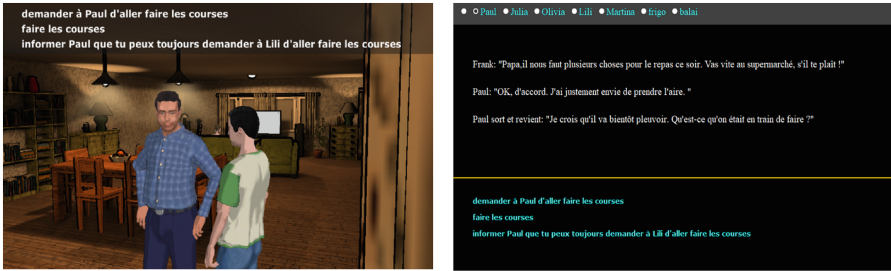 demander à Paul d'aller faire les courses
faire les courses
informer Paul que tu peux toujours demander à Lili d'aller faire les courses
Paul Julia Olivia Lili Martina frigo balai
Frank: "Papa,il nous faut plusieurs choses pour le repas ce soir. Vas vite au supermarché, s'il te plaît !"
Paul: "OK, d'accord. J'ai justement envie de prendre l'aire. "
Paul sort et revient: "Je crois qu'il va bientôt pleuvoir. Qu'est-ce qu'on était en train de faire ?"
demander à Paul d'aller faire les courses
faire les courses
informer Paul que tu peux toujours demander à Lili d'aller faire les courses